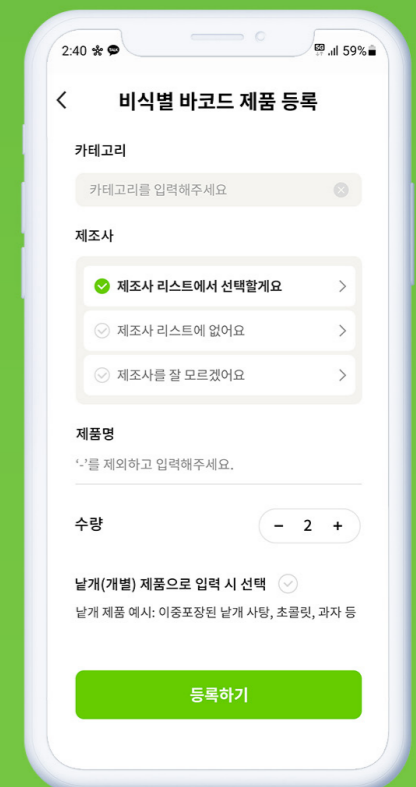 2:40
5G 59%
비식별 바코드 제품 등록
카테고리
카테고리를 입력해주세요
제조사
제조사 리스트에서 선택할게요
제조사 리스트에 없어요
제조사를 잘 모르겠어요
제품명
‘-’를 제외하고 입력해주세요.
수량
- 2 +
낱개(개별) 제품으로 입력 시 선택
낱개 제품 예시: 이중포장된 낱개 사탕, 초콜릿, 과자 등
등록하기